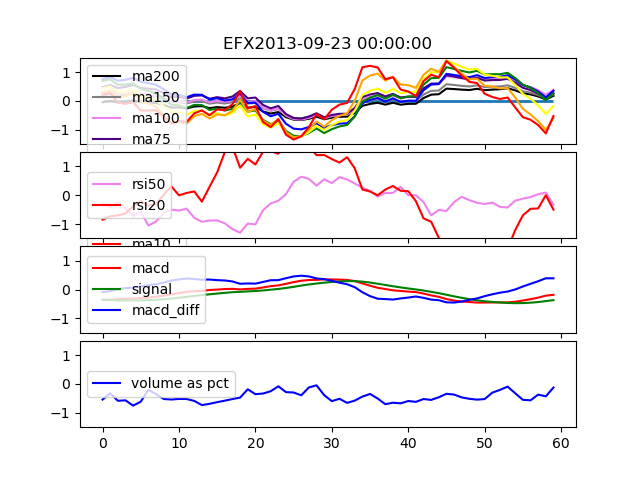 EFX2013-09-23 00:00:00
1
0
−1
ma200
ma150
ma100
ma75
1
0
−1
rsi50
rsi20
ma10
1
0
−1
macd
signal
macd_diff
1
0
−1
volume as pct
0 10 20 30 40 50 60